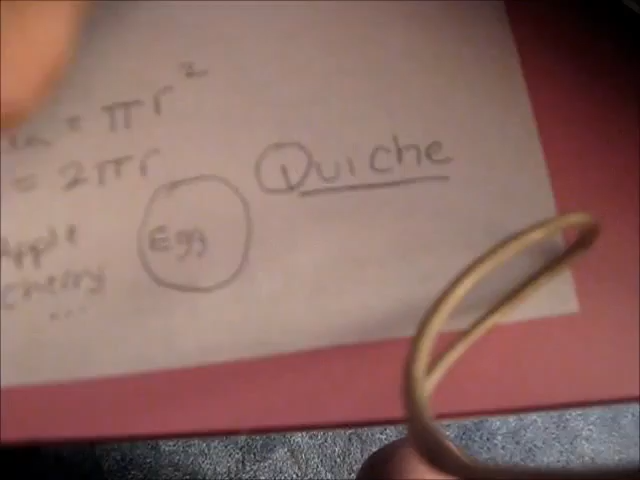 = πr²
= 2πr
Quiche
Egg
Apple
cherry
...